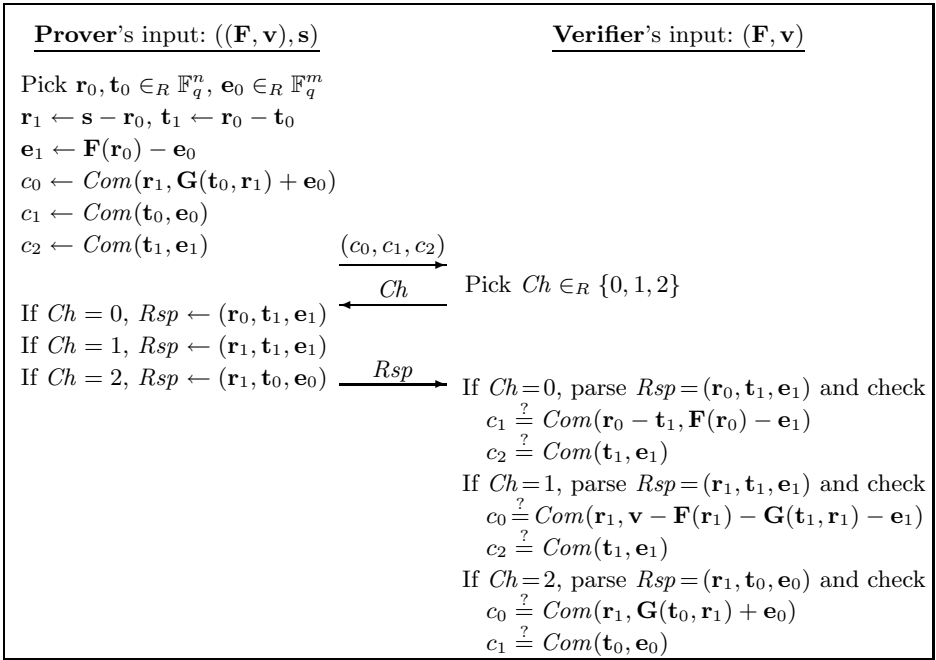 Prover's input: ((F, v), s)
Verifier's input: (F, v)
Pick r₀, t₀ ∈_R 𝔽_q^n, e₀ ∈_R 𝔽_q^m
r₁ ← s − r₀, t₁ ← r₀ − t₀
e₁ ← F(r₀) − e₀
c₀ ← Com(r₁, G(t₀, r₁) + e₀)
c₁ ← Com(t₀, e₀)
c₂ ← Com(t₁, e₁)
(c₀, c₁, c₂)
Pick Ch ∈_R {0, 1, 2}
Ch
If Ch = 0, Rsp ← (r₀, t₁, e₁)
If Ch = 1, Rsp ← (r₁, t₁, e₁)
If Ch = 2, Rsp ← (r₁, t₀, e₀)
Rsp
If Ch=0, parse Rsp=(r₀, t₁, e₁) and check
c₁ ≟ Com(r₀ − t₁, F(r₀) − e₁)
c₂ ≟ Com(t₁, e₁)
If Ch=1, parse Rsp=(r₁, t₁, e₁) and check
c₀ ≟ Com(r₁, v − F(r₁) − G(t₁, r₁) − e₁)
c₂ ≟ Com(t₁, e₁)
If Ch=2, parse Rsp=(r₁, t₀, e₀) and check
c₀ ≟ Com(r₁, G(t₀, r₁) + e₀)
c₁ ≟ Com(t₀, e₀)